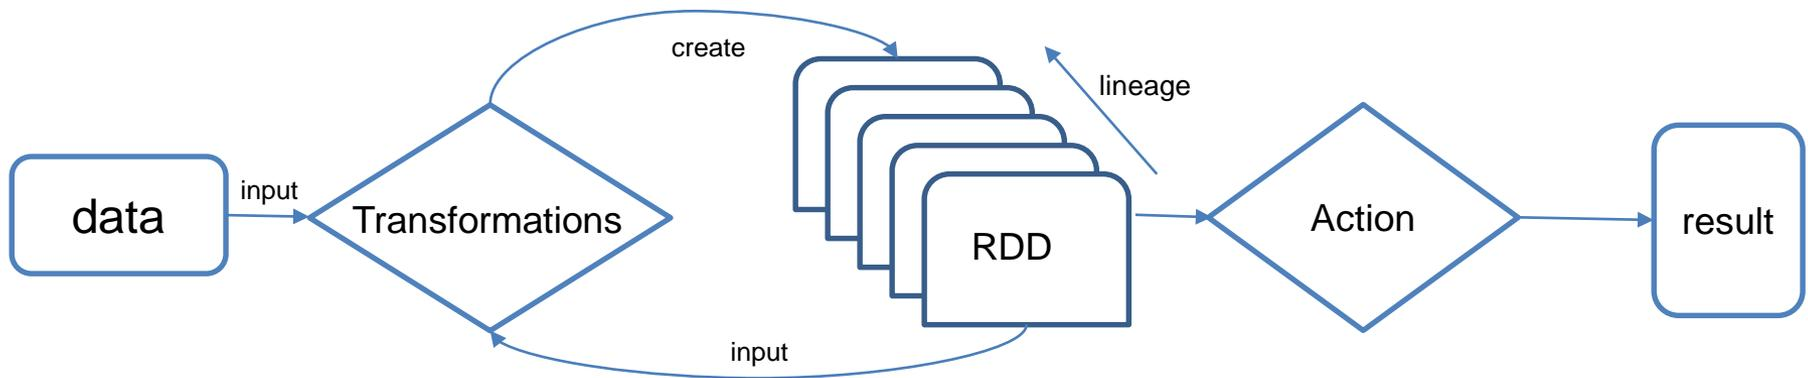 create
lineage
data
input
Transformations
RDD
Action
result
input